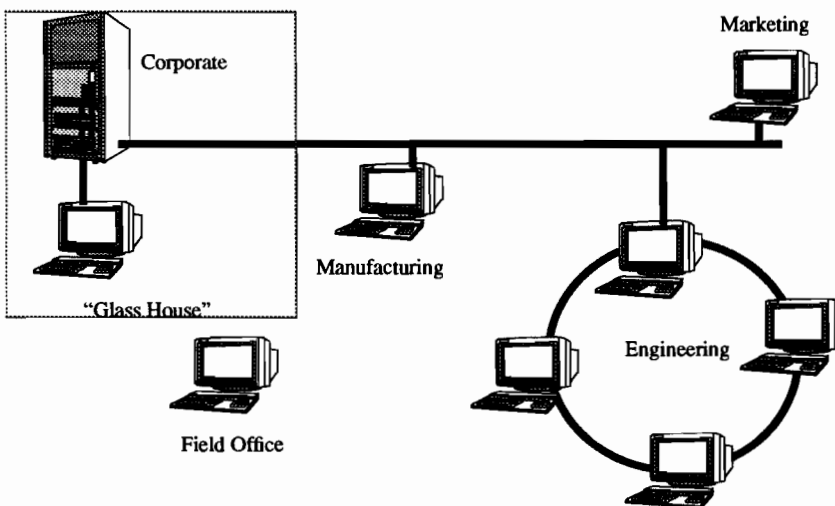 Marketing
Corporate
Manufacturing
"Glass House"
Engineering
Field Office